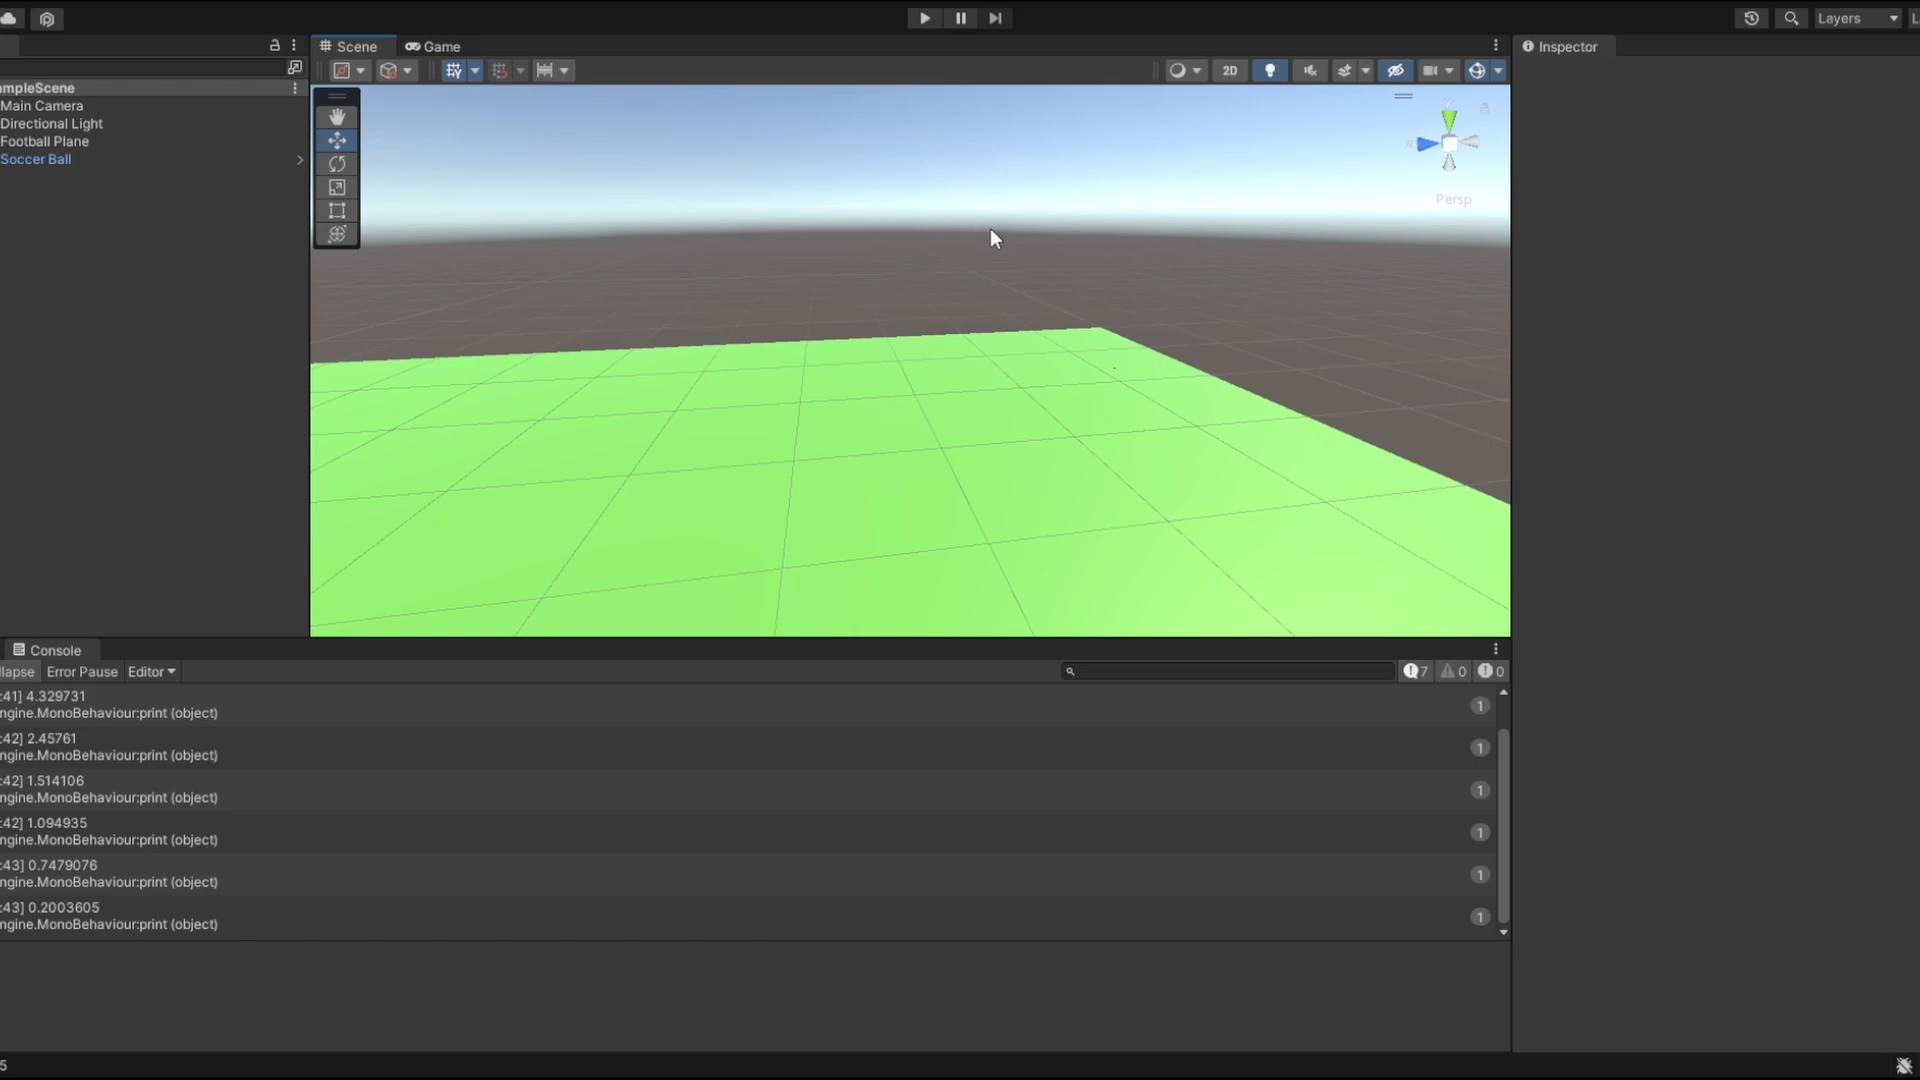 Layers
L
Scene
Game
Inspector
2D
ampleScene
Main Camera
Directional Light
Football Plane
Soccer Ball
Persp
Console
llapse
Error Pause
Editor
7
0
0
:41] 4.329731
ngine.MonoBehaviour:print (object)
1
:42] 2.45761
ngine.MonoBehaviour:print (object)
1
:42] 1.514106
ngine.MonoBehaviour:print (object)
1
:42] 1.094935
ngine.MonoBehaviour:print (object)
1
:43] 0.7479076
ngine.MonoBehaviour:print (object)
1
:43] 0.2003605
ngine.MonoBehaviour:print (object)
1
5